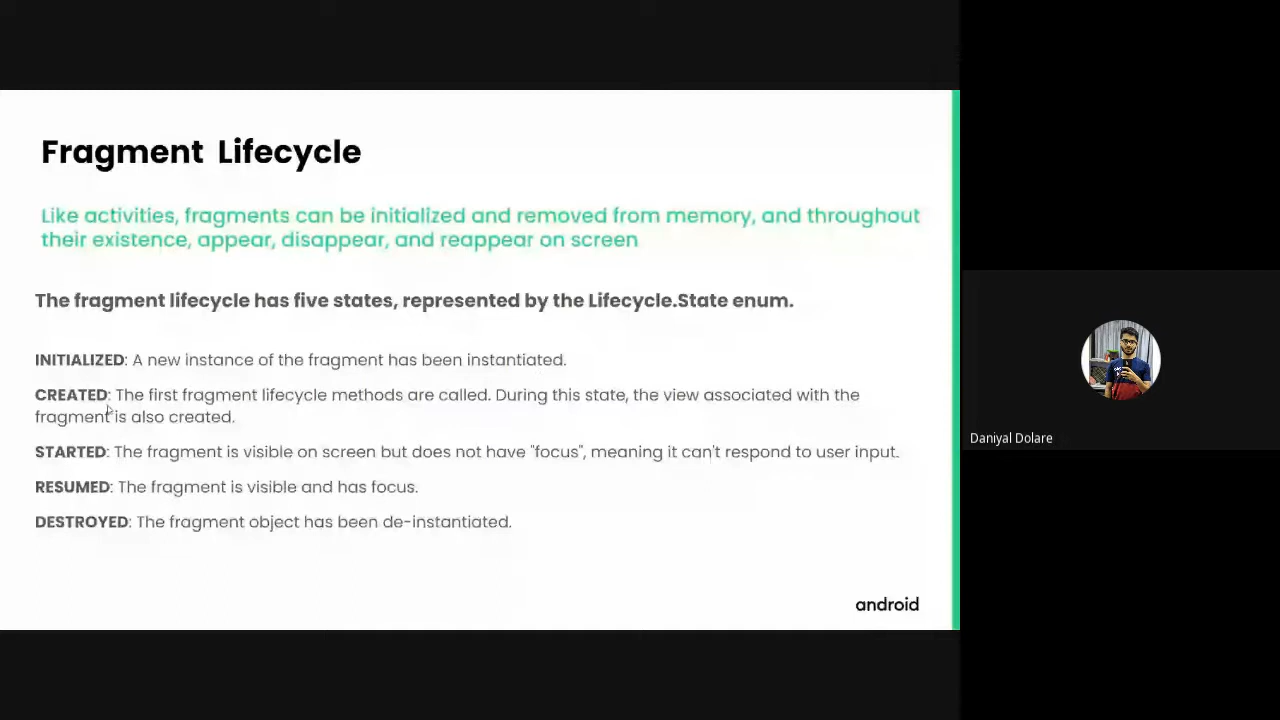 Fragment Lifecycle
Like activities, fragments can be initialized and removed from memory, and throughout
their existence, appear, disappear, and reappear on screen
The fragment lifecycle has five states, represented by the Lifecycle.State enum.
INITIALIZED: A new instance of the fragment has been instantiated.
CREATED: The first fragment lifecycle methods are called. During this state, the view associated with the
fragment is also created.
STARTED: The fragment is visible on screen but does not have "focus", meaning it can't respond to user input.
RESUMED: The fragment is visible and has focus.
DESTROYED: The fragment object has been de-instantiated.
android
Daniyal Dolare